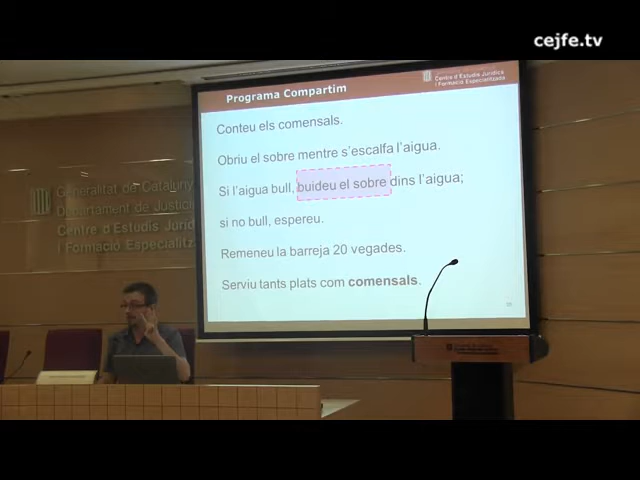 cejfe.tv
Programa Compartim
Centre d'Estudis Jurídics
i Formació Especialitzada
Conteu els comensals.
Obriu el sobre mentre s'escalfa l'aigua.
Si l'aigua bull, buideu el sobre dins l'aigua;
si no bull, espereu.
Remeneu la barreja 20 vegades.
Serviu tants plats com comensals.
Generalitat de Catalunya
Departament de Justícia
Centre d'Estudis Juríd
i Formació Especialitz